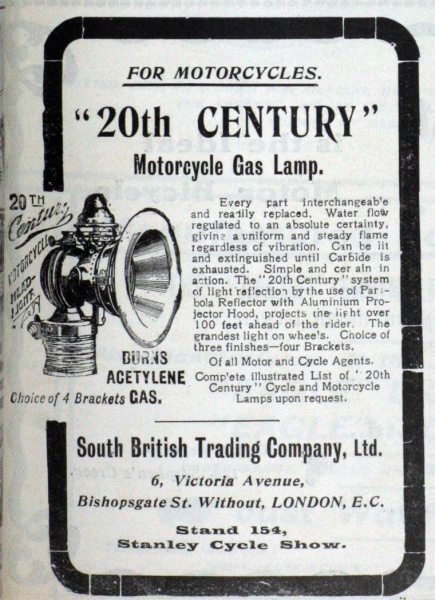 FOR MOTORCYCLES.
"20th CENTURY"
Motorcycle Gas Lamp.
20TH
Century
MOTORCYCLE
HEAD-
LIGHT
BURNS
ACETYLENE
GAS.
Choice of 4 Brackets
Every part interchangeable
and readily replaced. Water flow
regulated to an absolute certainty,
giving a uniform and steady flame
regardless of vibration. Can be lit
and extinguished until Carbide is
exhausted. Simple and certain in
action. The "20th Century" system
of light reflection by the use of Para-
bola Reflector with Aluminium Pro-
jector Hood, projects the light over
100 feet ahead of the rider. The
grandest light on wheels. Choice of
three finishes—four Brackets.
Of all Motor and Cycle Agents.
Complete illustrated List of "20th
Century" Cycle and Motorcycle
Lamps upon request.
South British Trading Company, Ltd.
6, Victoria Avenue,
Bishopsgate St. Without, LONDON, E.C.
Stand 154,
Stanley Cycle Show.